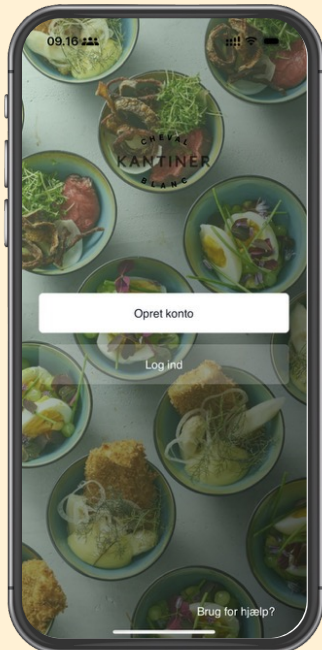 09.16
CHEVAL
KANTINER
BLANC
Opret konto
Log ind
Brug for hjælp?